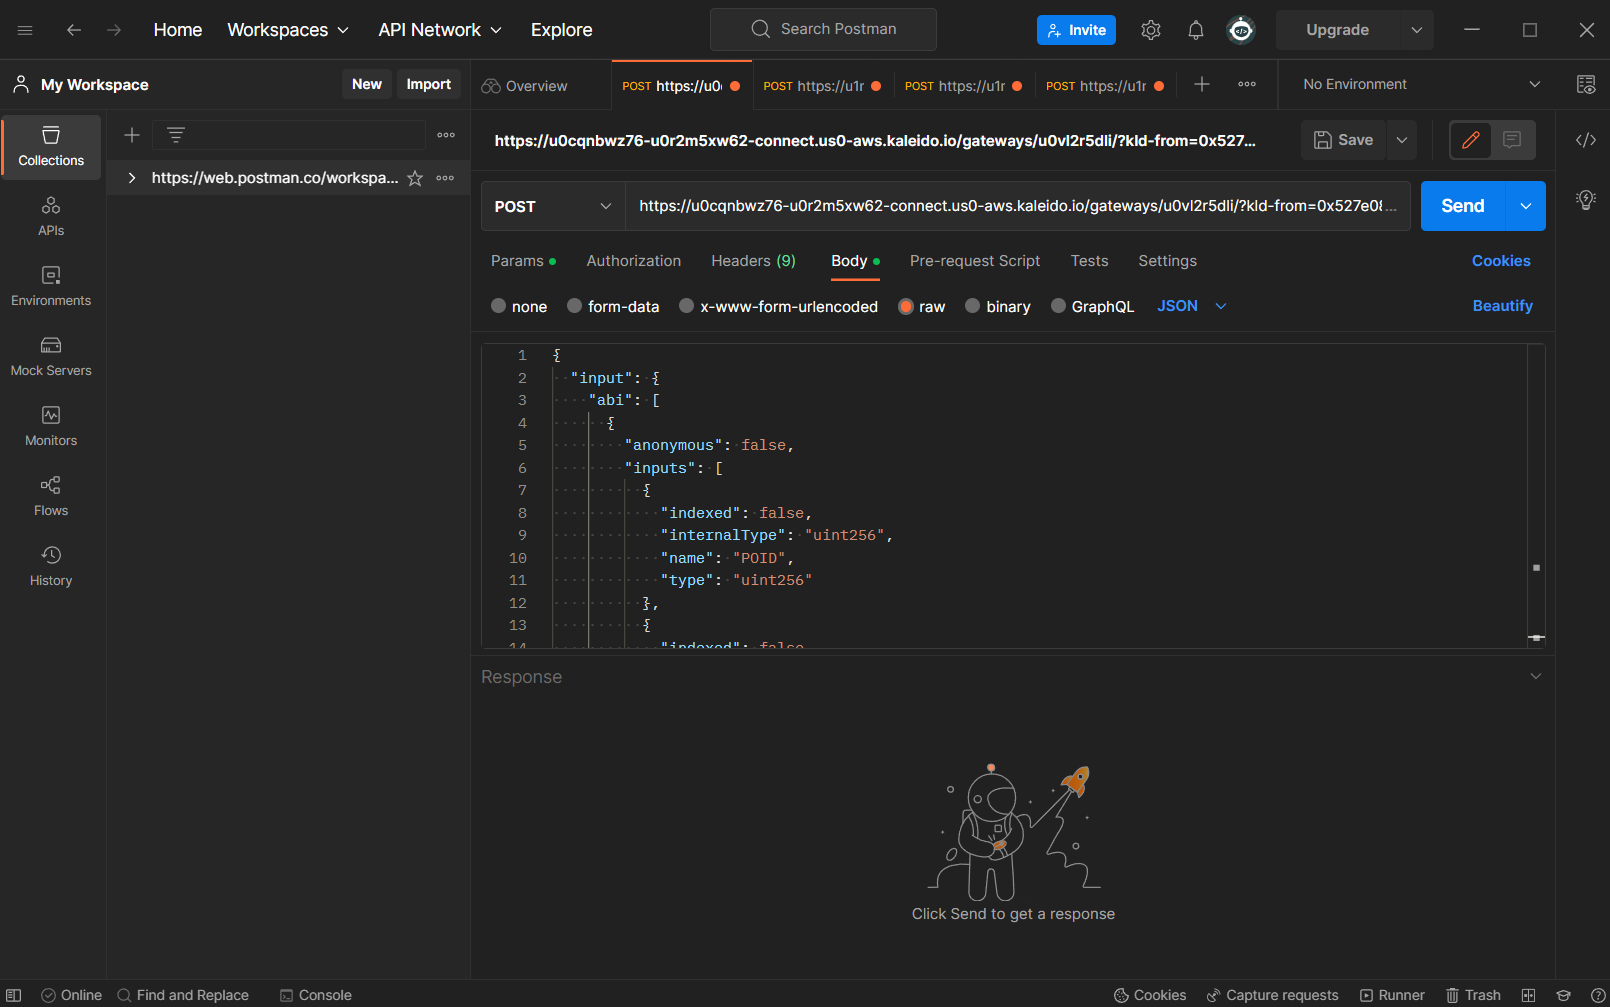 Home Workspaces API Network Explore Search Postman Invite Upgrade
My Workspace New Import Overview POST https://u0 POST https://u1r POST https://u1r POST https://u1r No Environment
Collections
APIs
Environments
Mock Servers
Monitors
Flows
History
https://web.postman.co/workspa...
https://u0cqnbwz76-u0r2m5xw62-connect.us0-aws.kaleido.io/gateways/u0vl2r5dli/?kld-from=0x527... Save
POST https://u0cqnbwz76-u0r2m5xw62-connect.us0-aws.kaleido.io/gateways/u0vl2r5dli/?kld-from=0x527e08... Send
Params Authorization Headers (9) Body Pre-request Script Tests Settings Cookies
none form-data x-www-form-urlencoded raw binary GraphQL JSON Beautify
1 {
2 "input": {
3 "abi": [
4 {
5 "anonymous": false,
6 "inputs": [
7 {
8 "indexed": false,
9 "internalType": "uint256",
10 "name": "POID",
11 "type": "uint256"
12 },
13 {
14 "indexed": false
Response
Click Send to get a response
Online Find and Replace Console Cookies Capture requests Runner Trash